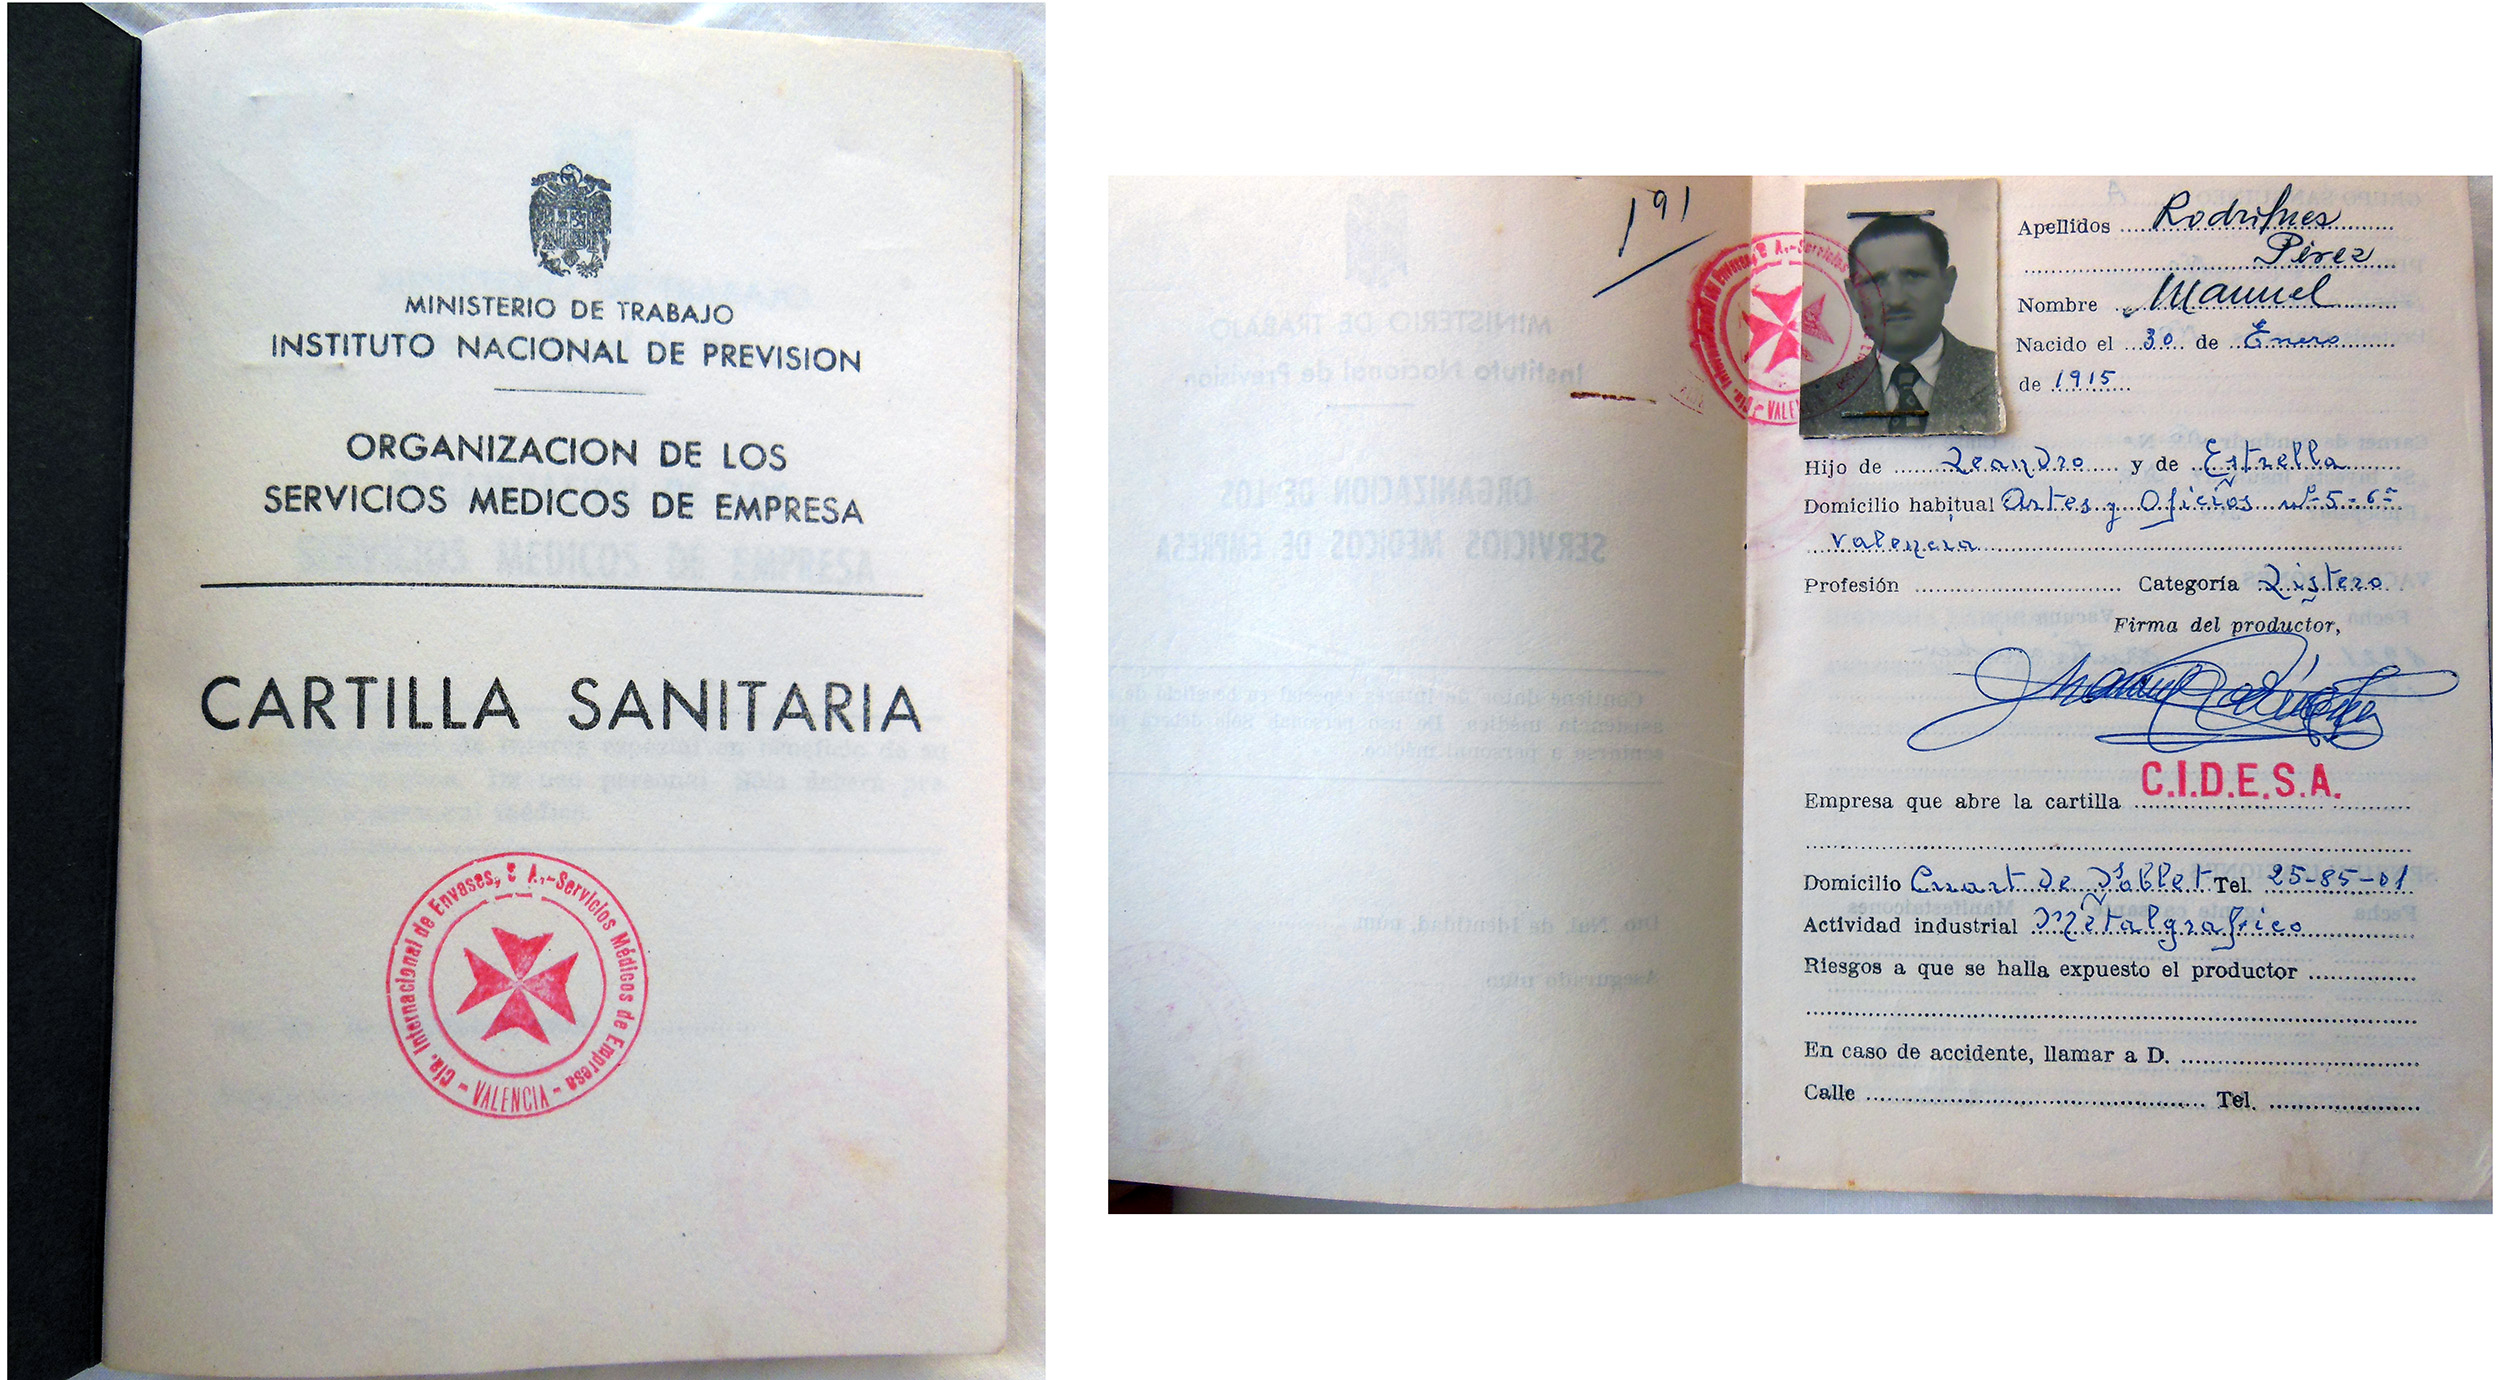 MINISTERIO DE TRABAJO
INSTITUTO NACIONAL DE PREVISION
ORGANIZACION DE LOS
SERVICIOS MEDICOS DE EMPRESA
CARTILLA SANITARIA
Cía. Internacional de Envases, S A.-Servicios Médicos de Empresa
- VALENCIA -
191
Apellidos Rodrígues
Pérez
Nombre Manuel
Nacido el 30 de Enero
de 1915
Hijo de Leandro y de Estrella
Domicilio habitual Artes y Oficios nº 5-6ª
Valencia
Profesión Categoría Listero
Firma del productor,
C.I.D.E.S.A.
Empresa que abre la cartilla
Domicilio Cuart de Poblet Tel. 25-85-01
Actividad industrial Metalgrafico
Riesgos a que se halla expuesto el productor
En caso de accidente, llamar a D.
Calle Tel.